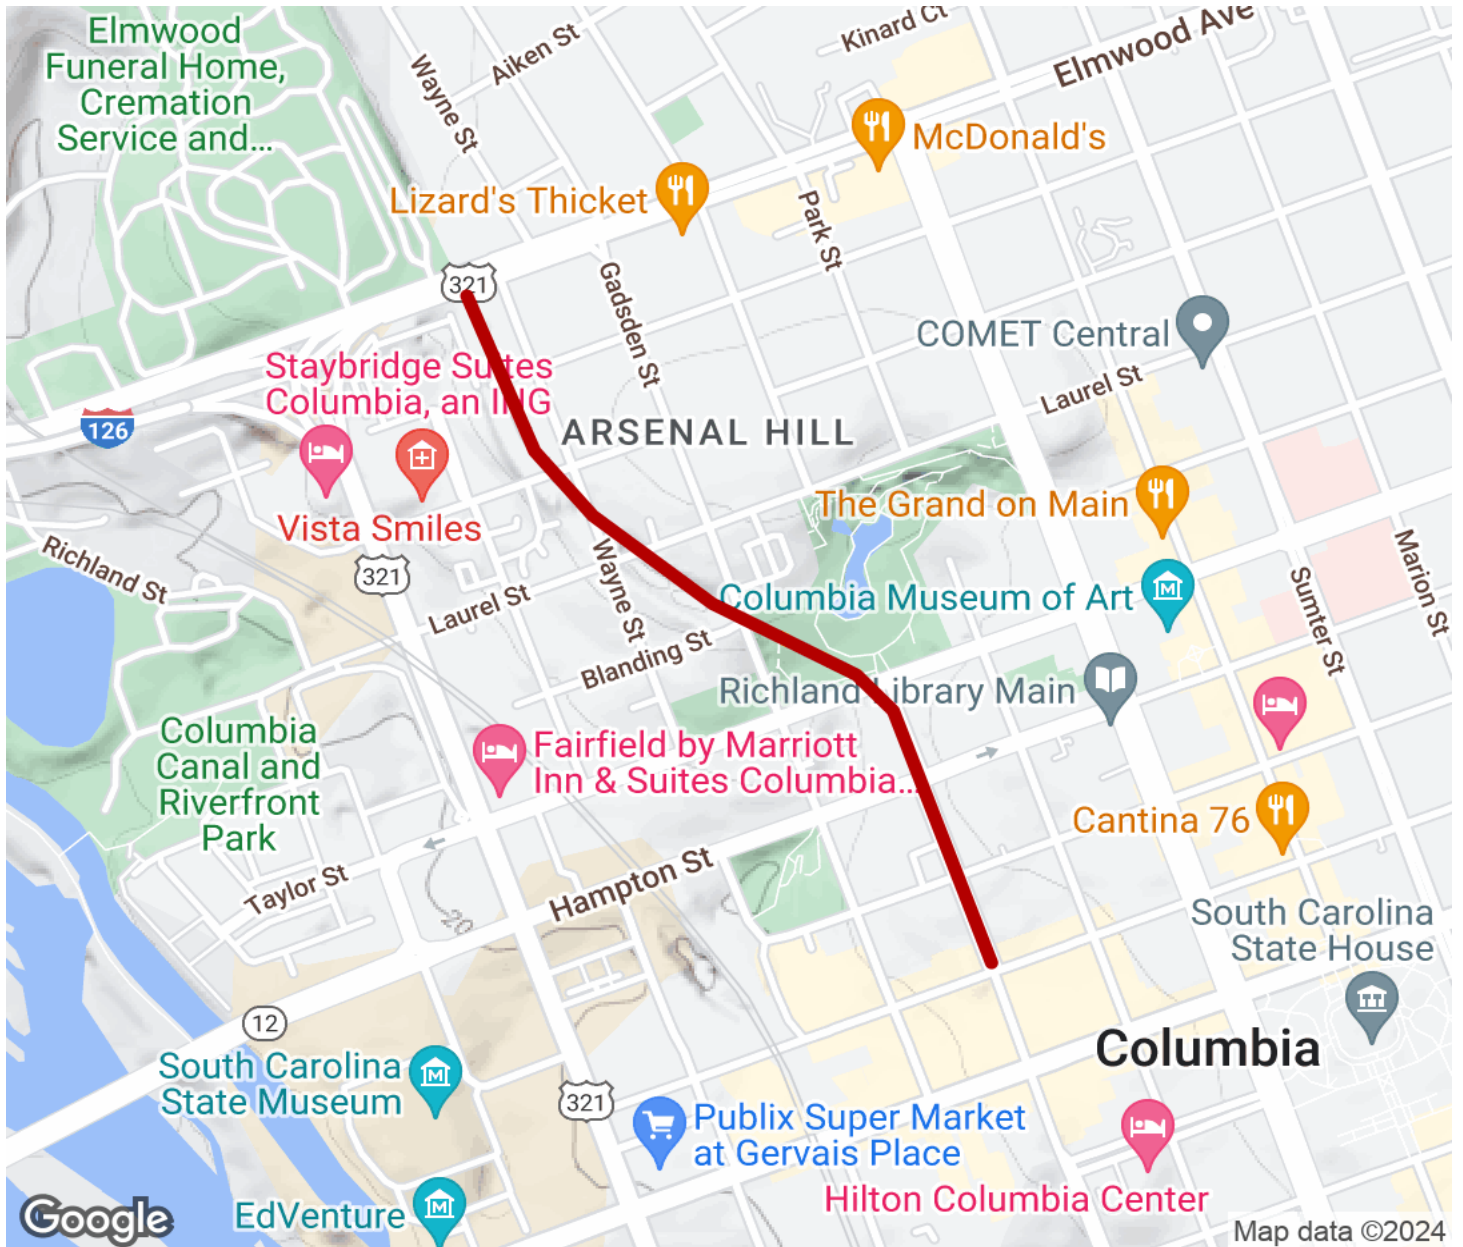 Elmwood
Funeral Home,
Cremation
Service and...
Wayne St
Aiken St
Kinard Ct
Elmwood Ave
McDonald's
Lizard's Thicket
Park St
321
Gadsden St
COMET Central
Staybridge Suites
Columbia, an IHG
Laurel St
126
ARSENAL HILL
The Grand on Main
Vista Smiles
Richland St
321
Marion St
Wayne St
Columbia Museum of Art
Sumter St
Laurel St
Blanding St
Richland Library Main
Columbia
Canal and
Riverfront
Park
Fairfield by Marriott
Inn & Suites Columbia...
Cantina 76
Taylor St
Hampton St
20
South Carolina
State House
12
Columbia
South Carolina
State Museum
321
Publix Super Market
at Gervais Place
Hilton Columbia Center
EdVenture
Google
Map data ©2024